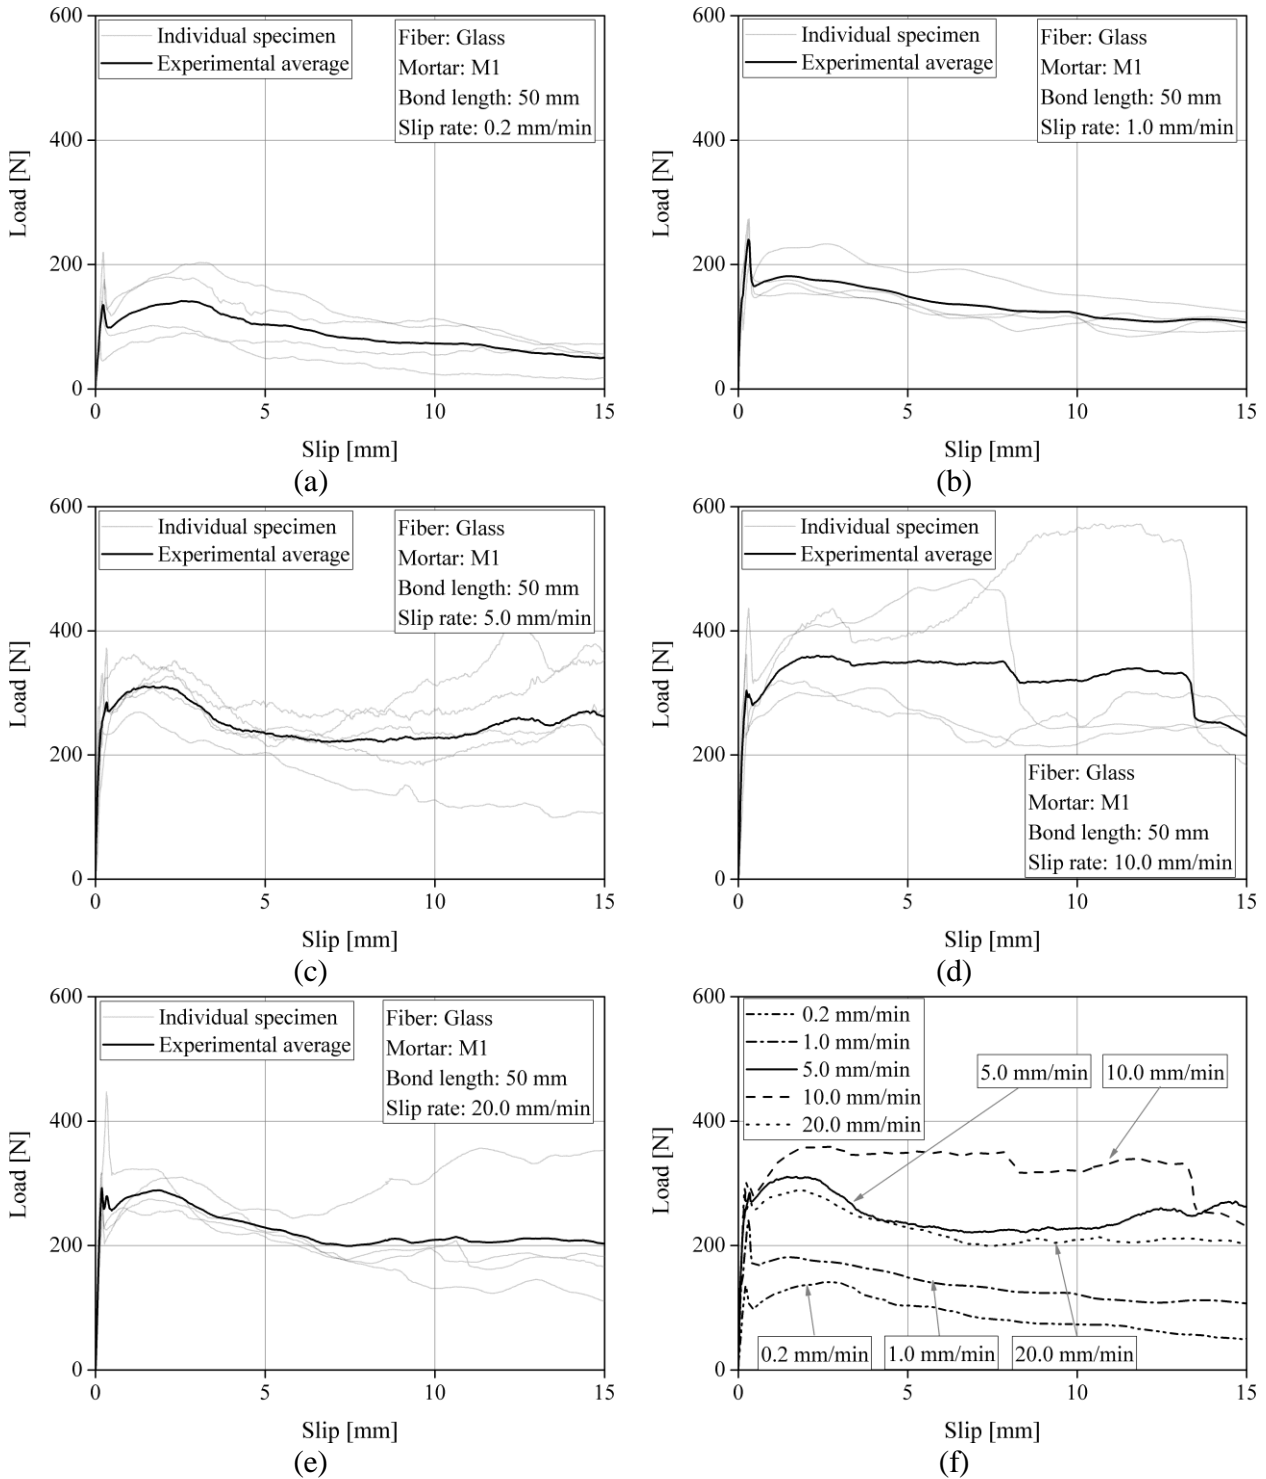 600
400
200
0
Load [N]
Individual specimen
Experimental average
Fiber: Glass
Mortar: M1
Bond length: 50 mm
Slip rate: 0.2 mm/min
0 5 10 15
Slip [mm]
(a)
600
400
200
0
Load [N]
Individual specimen
Experimental average
Fiber: Glass
Mortar: M1
Bond length: 50 mm
Slip rate: 1.0 mm/min
0 5 10 15
Slip [mm]
(b)
600
400
200
0
Load [N]
Individual specimen
Experimental average
Fiber: Glass
Mortar: M1
Bond length: 50 mm
Slip rate: 5.0 mm/min
0 5 10 15
Slip [mm]
(c)
600
400
200
0
Load [N]
Individual specimen
Experimental average
Fiber: Glass
Mortar: M1
Bond length: 50 mm
Slip rate: 10.0 mm/min
0 5 10 15
Slip [mm]
(d)
600
400
200
0
Load [N]
Individual specimen
Experimental average
Fiber: Glass
Mortar: M1
Bond length: 50 mm
Slip rate: 20.0 mm/min
0 5 10 15
Slip [mm]
(e)
600
400
200
0
Load [N]
0.2 mm/min
1.0 mm/min
5.0 mm/min
10.0 mm/min
20.0 mm/min
5.0 mm/min
10.0 mm/min
0.2 mm/min
1.0 mm/min
20.0 mm/min
0 5 10 15
Slip [mm]
(f)